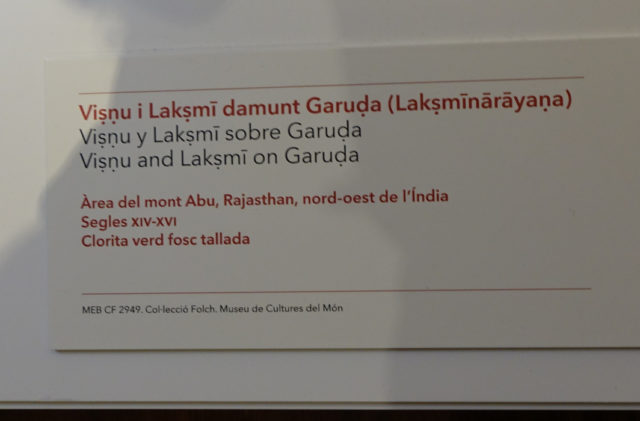 Viṣṇu i Lakṣmī damunt Garuḍa (Lakṣmīnārāyaṇa)
Viṣṇu y Lakṣmī sobre Garuḍa
Viṣṇu and Lakṣmī on Garuḍa
Àrea del mont Abu, Rajasthan, nord-oest de l'Índia
Segles XIV-XVI
Clorita verd fosc tallada
MEB CF 2949. Col·lecció Folch. Museu de Cultures del Món